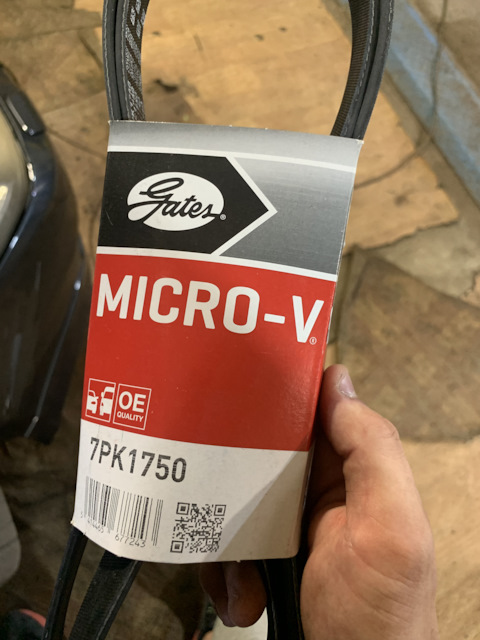 Gates®
MICRO-V®
OE
QUALITY
7PK1750